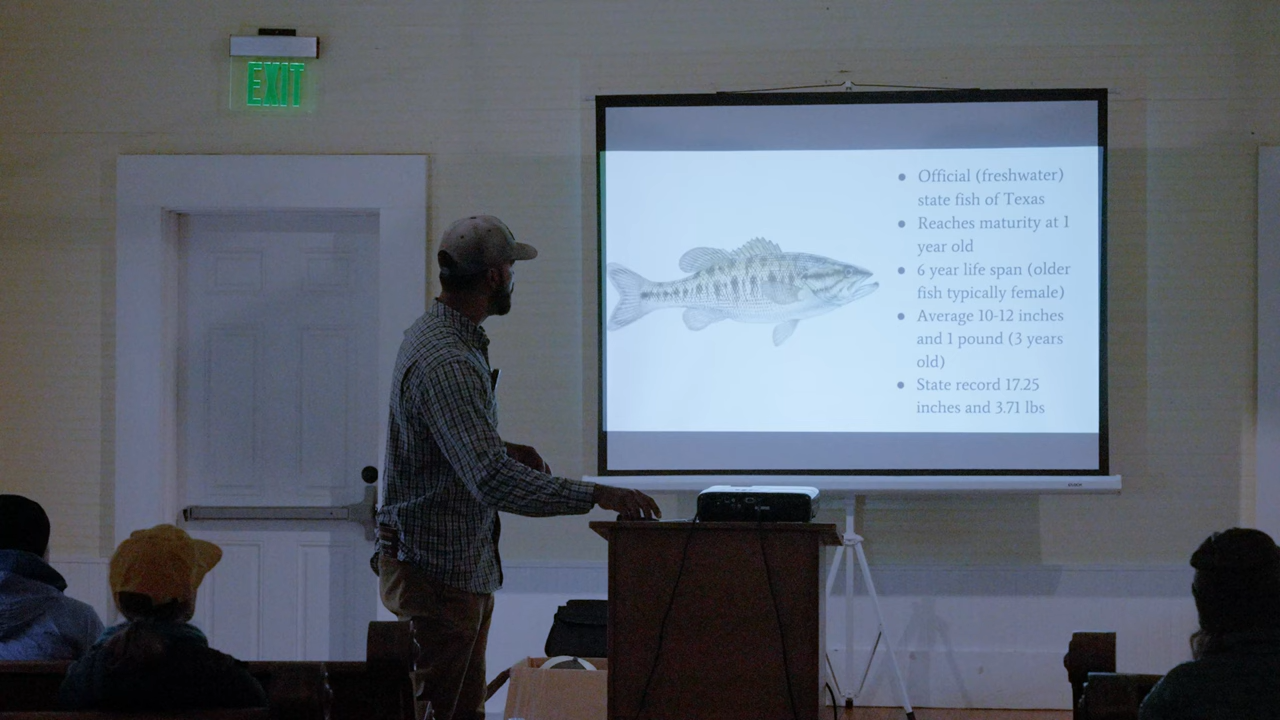 EXIT
• Official (freshwater)
state fish of Texas
• Reaches maturity at 1
year old
• 6 year life span (older
fish typically female)
• Average 10-12 inches
and 1 pound (3 years
old)
• State record 17.25
inches and 3.71 lbs